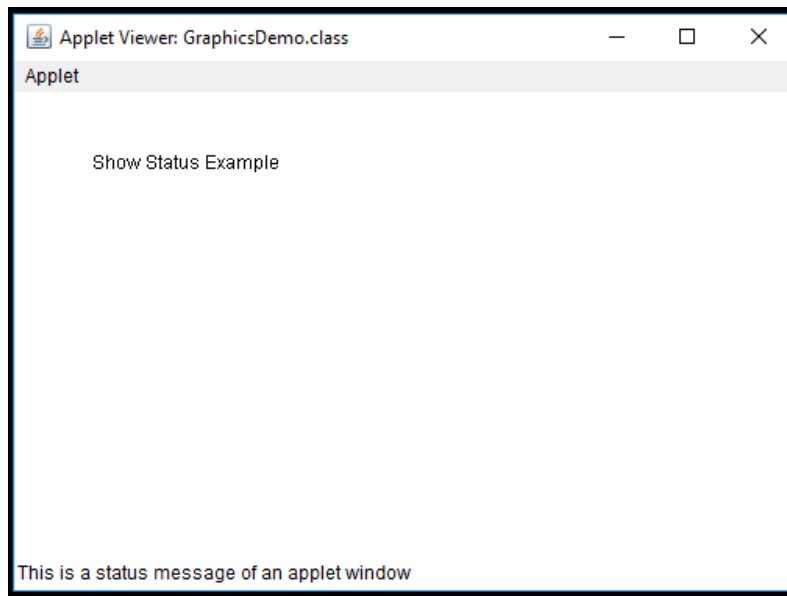 Applet Viewer: GraphicsDemo.class
Applet
Show Status Example
This is a status message of an applet window